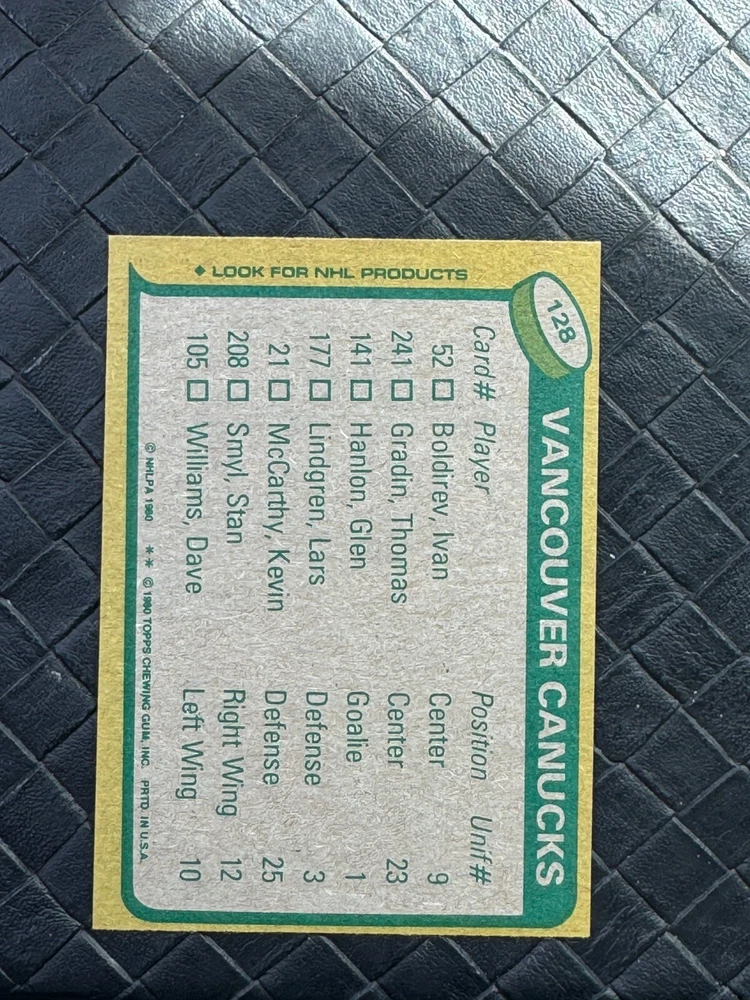 128
VANCOUVER CANUCKS
Card# Player Position Unif#
52 □ Boldirev, Ivan Center 9
241 □ Gradin, Thomas Center 23
141 □ Hanlon, Glen Goalie 1
177 □ Lindgren, Lars Defense 3
21 □ McCarthy, Kevin Defense 25
208 □ Smyl, Stan Right Wing 12
105 □ Williams, Dave Left Wing 10
© NHLPA 1980 ** © 1980 TOPPS CHEWING GUM, INC. PRTD. IN U.S.A.
◆ LOOK FOR NHL PRODUCTS